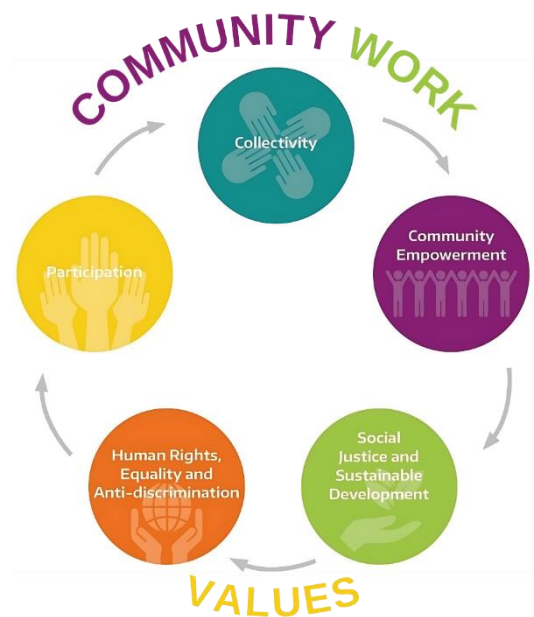 COMMUNITY WORK
Collectivity
Community
Empowerment
Social
Justice and
Sustainable
Development
Human Rights,
Equality and
Anti-discrimination
Participation
VALUES